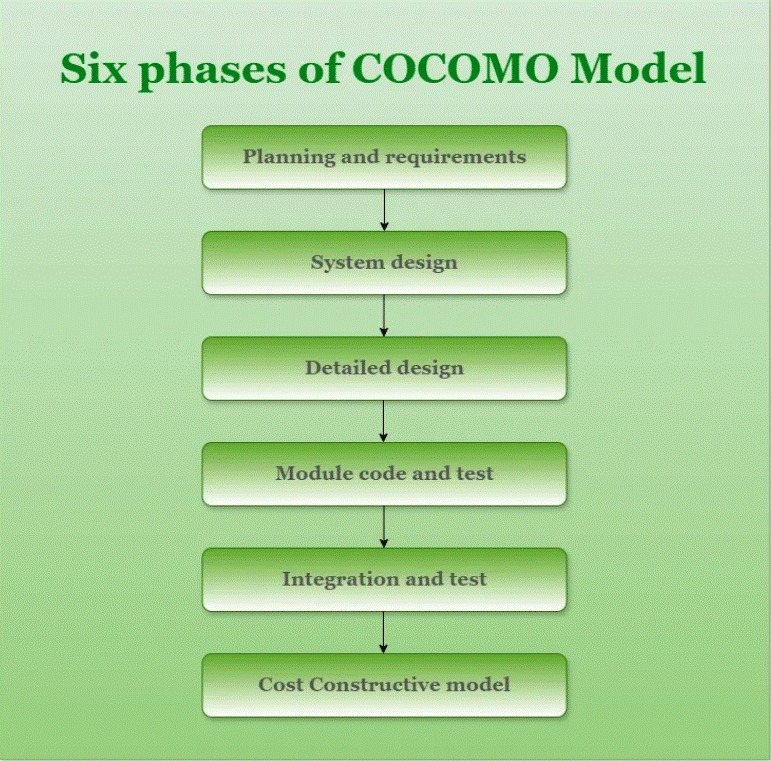 Six phases of COCOMO Model
Planning and requirements
System design
Detailed design
Module code and test
Integration and test
Cost Constructive model